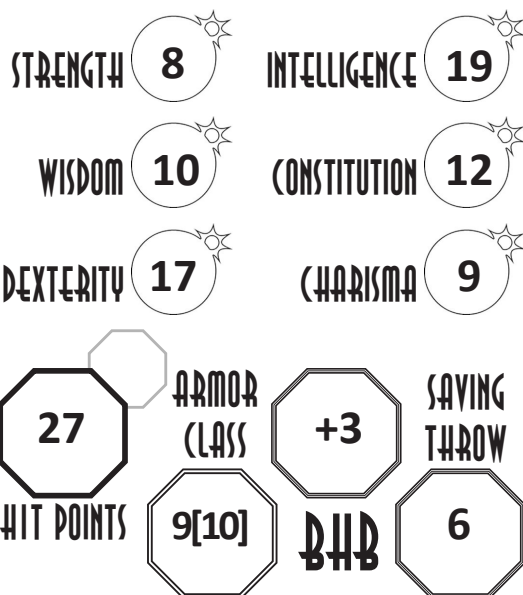 STRENGTH 8 INTELLIGENCE 19
WISDOM 10 CONSTITUTION 12
DEXTERITY 17 CHARISMA 9
27 ARMOR CLASS +3 SAVING THROW
HIT POINTS 9[10] BHB 6